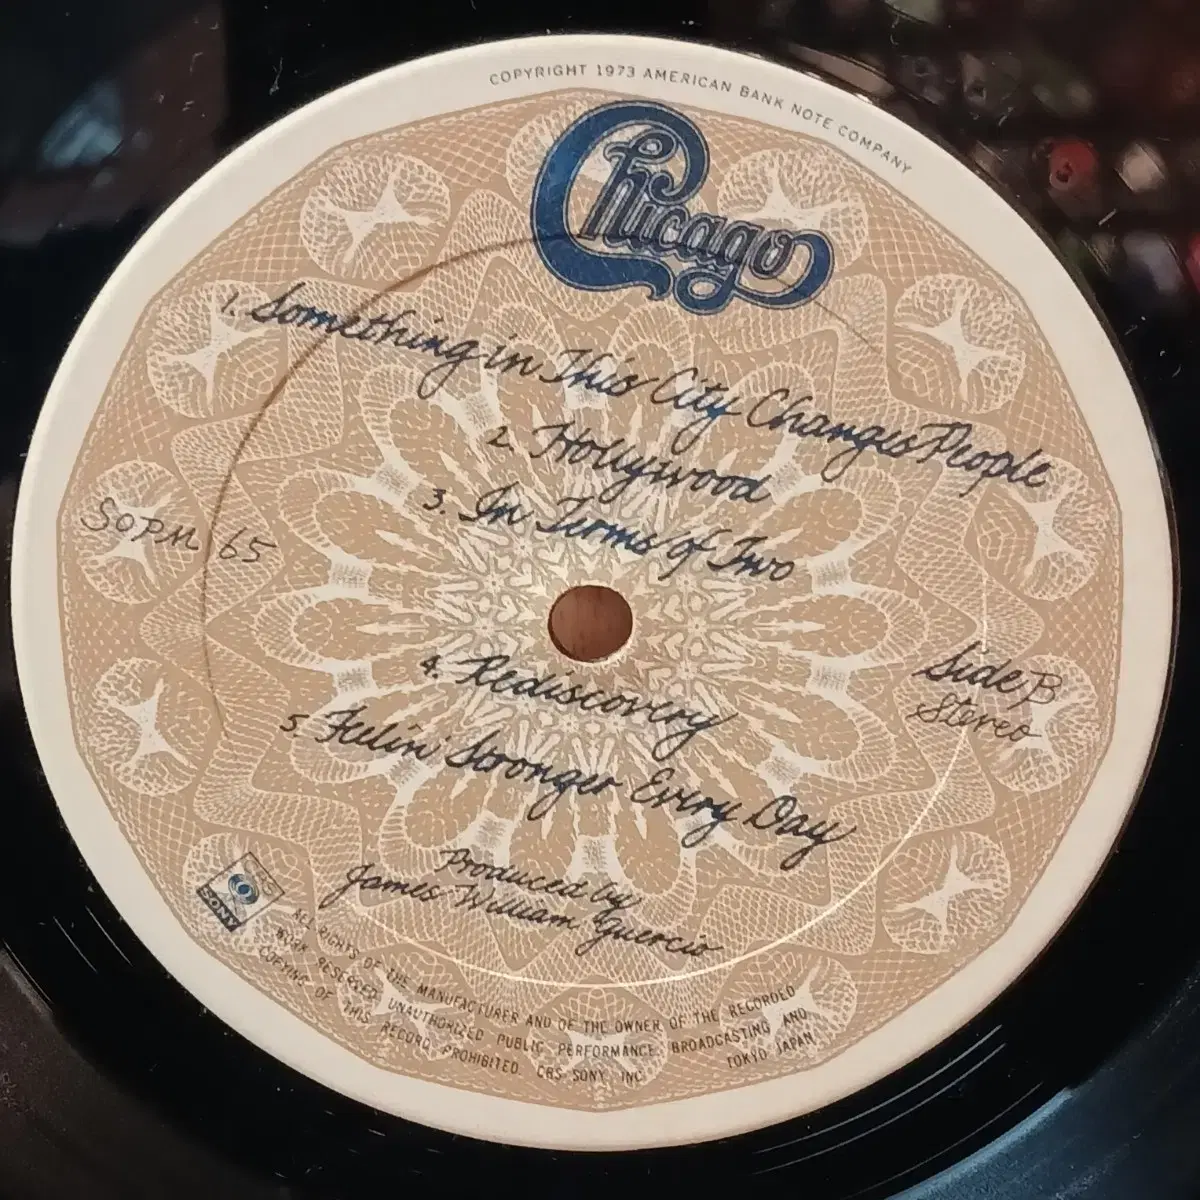 COPYRIGHT 1973 AMERICAN BANK NOTE COMPANY
Chicago
1. Something in This City Changes People
2. Hollywood
3. In Terms of Two
SOPM 65
4. Rediscovery
Side B
Stereo
5. Feelin' Stronger Every Day
Produced by
James William Guercio
CBS
SONY
ALL RIGHTS OF THE MANUFACTURER AND OF THE OWNER OF THE RECORDED
WORK RESERVED. UNAUTHORIZED PUBLIC PERFORMANCE, BROADCASTING AND
COPYING OF THIS RECORD PROHIBITED. CBS SONY INC. TOKYO JAPAN